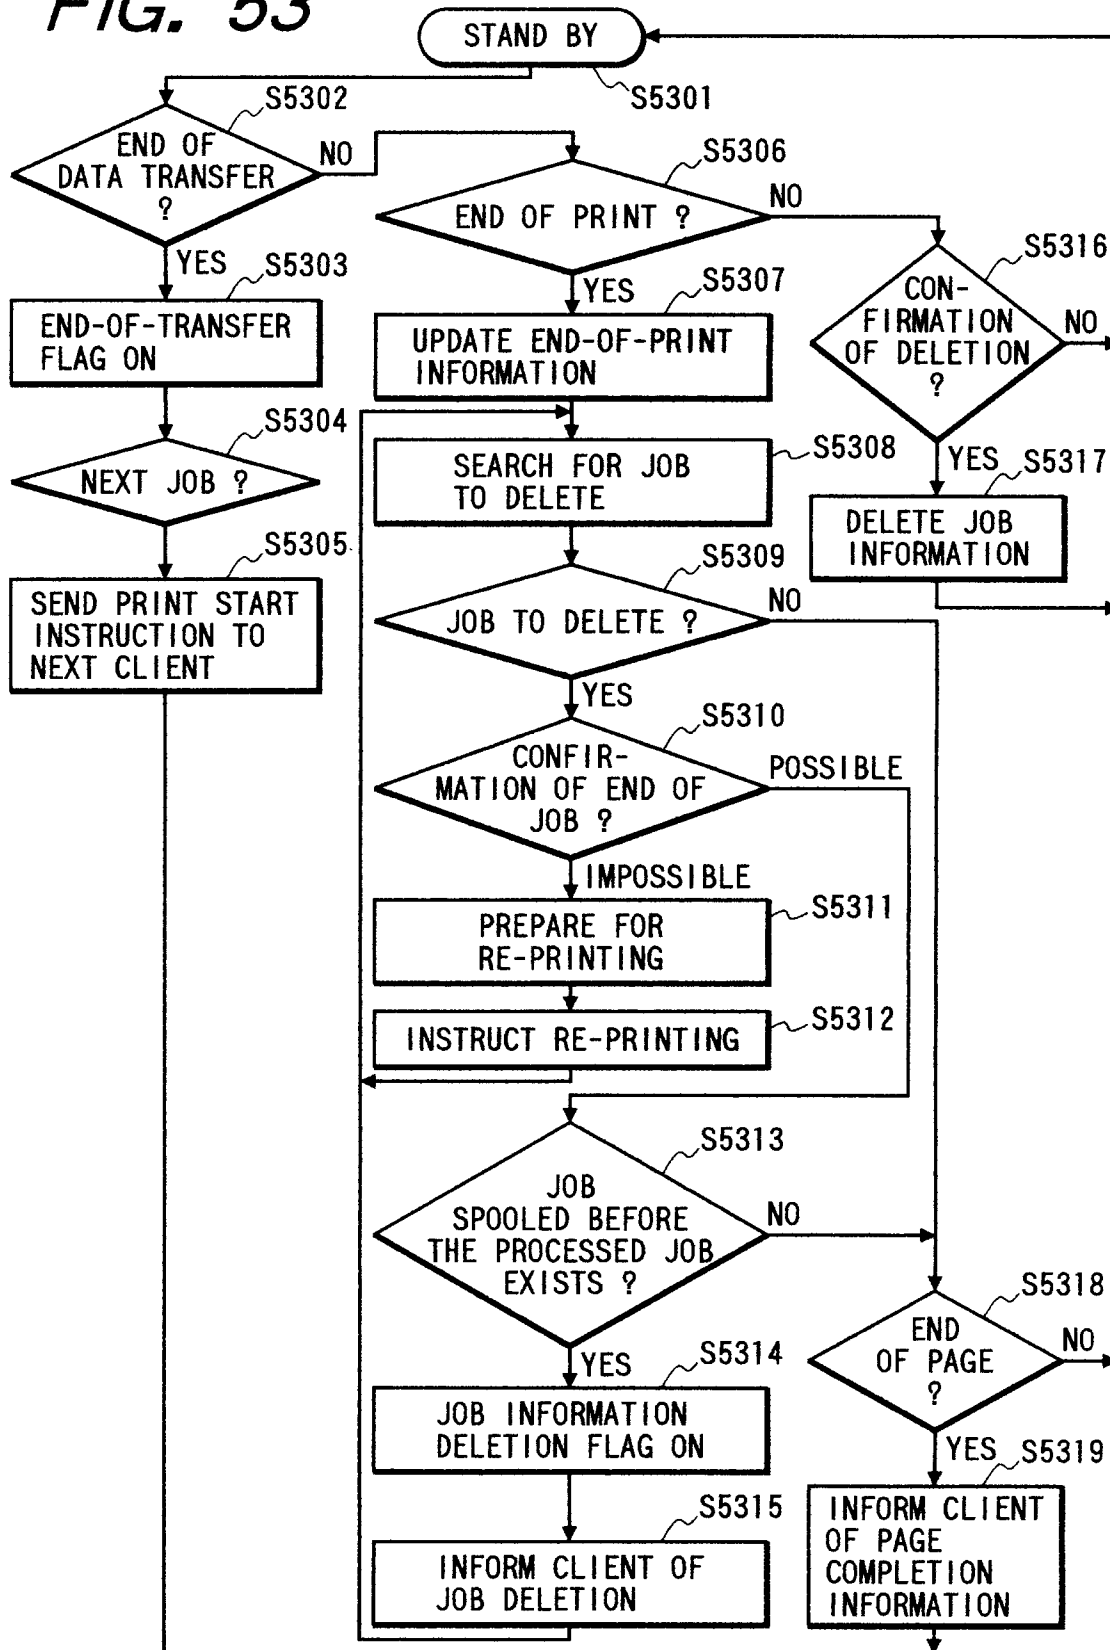 FIG. 53
STAND BY
S5301
S5302
END OF
DATA TRANSFER
?
NO
YES
S5303
END-OF-TRANSFER
FLAG ON
S5304
NEXT JOB ?
S5305
SEND PRINT START
INSTRUCTION TO
NEXT CLIENT
S5306
END OF PRINT ?
NO
YES
S5307
UPDATE END-OF-PRINT
INFORMATION
S5308
SEARCH FOR JOB
TO DELETE
S5309
JOB TO DELETE ?
NO
YES
S5310
CONFIR-
MATION OF END OF
JOB ?
POSSIBLE
IMPOSSIBLE
S5311
PREPARE FOR
RE-PRINTING
S5312
INSTRUCT RE-PRINTING
S5313
JOB
SPOOLED BEFORE
THE PROCESSED JOB
EXISTS ?
NO
YES
S5314
JOB INFORMATION
DELETION FLAG ON
S5315
INFORM CLIENT OF
JOB DELETION
S5316
CON-
FIRMATION
OF DELETION
?
NO
YES
S5317
DELETE JOB
INFORMATION
S5318
END
OF PAGE
?
NO
YES
S5319
INFORM CLIENT
OF PAGE
COMPLETION
INFORMATION